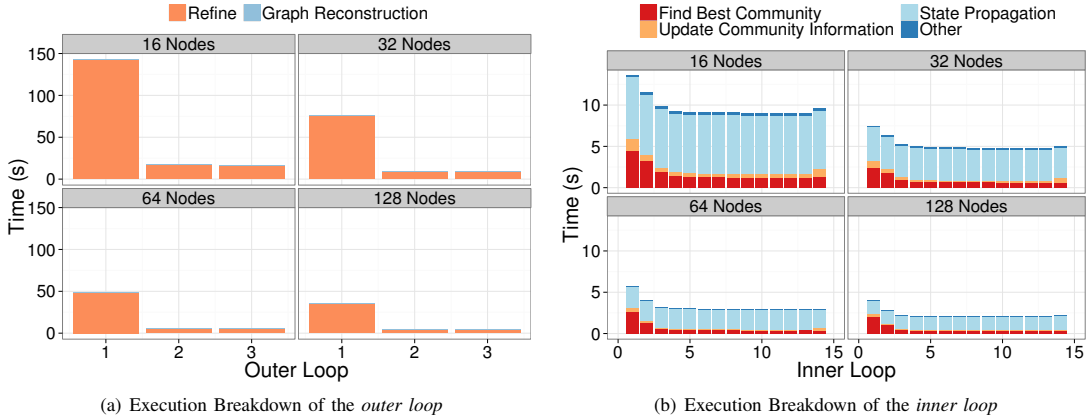 Refine Graph Reconstruction
16 Nodes 32 Nodes
150
100
50
0
64 Nodes 128 Nodes
150
100
50
0
Time (s)
1 2 3 1 2 3
Outer Loop
(a) Execution Breakdown of the outer loop
Find Best Community State Propagation
Update Community Information Other
16 Nodes 32 Nodes
10
5
0
64 Nodes 128 Nodes
10
5
0
Time (s)
0 5 10 15 0 5 10 15
Inner Loop
(b) Execution Breakdown of the inner loop